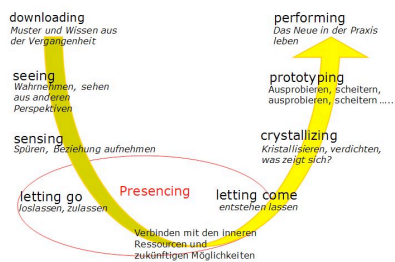 downloading
Muster und Wissen aus
der Vergangenheit
seeing
Wahrnehmen, sehen
aus anderen
Perspektiven
sensing
Spüren, Beziehung aufnehmen
letting go
loslassen, zulassen
Presencing
Verbinden mit den inneren
Ressourcen und
zukünftigen Möglichkeiten
letting come
entstehen lassen
crystallizing
Kristallisieren, verdichten,
was zeigt sich?
prototyping
Ausprobieren, scheitern,
ausprobieren, scheitern .....
performing
Das Neue in der Praxis
leben